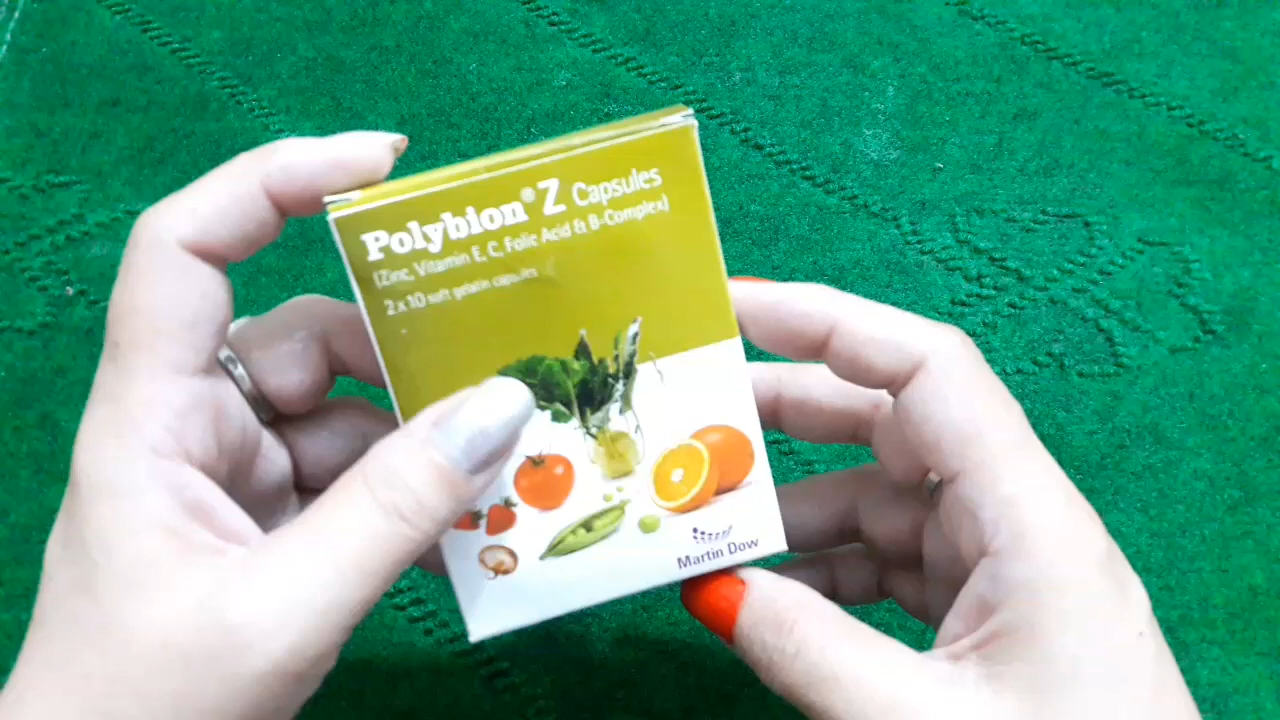 Polybion® Z Capsules
(Zinc, Vitamin E, C, Folic Acid & B-Complex)
2 x 10 soft gelatin capsules
Martin Dow